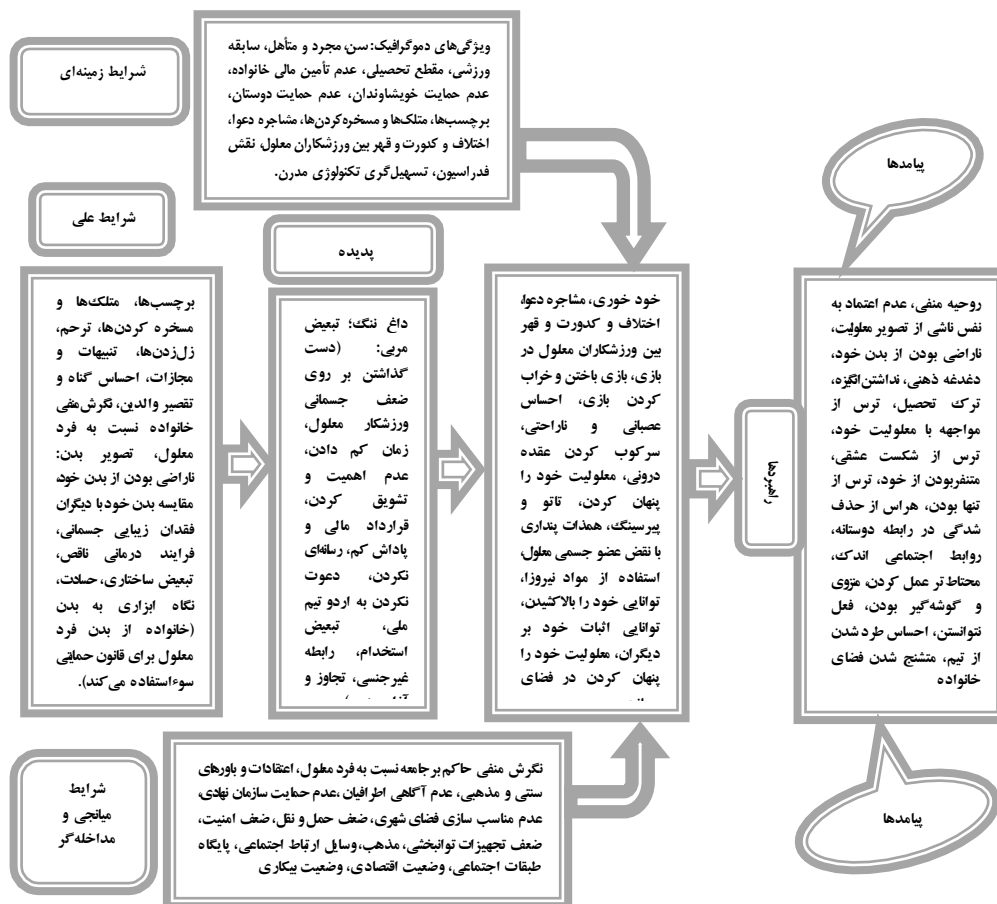 شرایط زمینه‌ای
ویژگی‌های دموگرافیک: سن، مجرد و متأهل، سابقه
ورزشی، مقطع تحصیلی، عدم تأمین مالی خانواده،
عدم حمایت خویشاوندان، عدم حمایت دوستان،
برچسب‌ها، متلک‌ها و مسخره‌کردن‌ها، مشاجره دعوا،
اختلاف و کدورت و قهر بین ورزشکاران معلول، نقش
فدراسیون، تسهیل‌گری تکنولوژی مدرن.
شرایط علی
برچسب‌ها، متلک‌ها و
مسخره کردن‌ها، ترحم،
زل‌زدن‌ها، تنبیهات و
مجازات، احساس گناه و
تقصیر والدین، نگرش منفی
خانواده نسبت به فرد
معلول، تصویر بدن:
ناراضی بودن از بدن خود،
مقایسه بدن خود با دیگران
فقدان زیبایی جسمانی،
فرایند درمانی ناقص،
تبعیض ساختاری، حسادت،
نگاه ابزاری به بدن
(خانواده از بدن فرد
معلول برای قانون حمایتی
سوءاستفاده می‌کند).
پدیده
داغ ننگ؛ تبعیض
مربی: (دست
گذاشتن بر روی
ضعف جسمانی
ورزشکار معلول،
زمان کم دادن،
عدم اهمیت و
تشویق کردن،
قرارداد مالی و
پاداش کم، رسانه‌ای
نکردن، دعوت
نکردن به اردو تیم
ملی، تبعیض
استخدام، رابطه
غیرجنسی، تجاوز و
خود خوری، مشاجره دعوا،
اختلاف و کدورت و قهر
بین ورزشکاران معلول در
بازی، بازی باختن و خراب
کردن بازی، احساس
عصبانی و ناراحتی،
سرکوب کردن عقده
درونی، معلولیت خود را
پنهان کردن، تاتو و
پیرسینگ، همذات پنداری
با نقض عضو جسمی معلول،
استفاده از مواد نیروزا،
توانایی خود را بالاکشیدن،
توانایی اثبات خود بر
دیگران، معلولیت خود را
پنهان کردن در فضای
راهبردها
پیامدها
روحیه منفی، عدم اعتماد به
نفس ناشی از تصویر معلولیت،
ناراضی بودن از بدن خود،
دغدغه ذهنی، نداشتن‌انگیزه،
ترک تحصیل، ترس از
مواجهه با معلولیت خود،
ترس از شکست عشقی،
متنفربودن از خود، ترس از
تنها بودن، هراس از حذف
شدگی در رابطه دوستانه،
روابط اجتماعی اندک،
محتاط‌تر عمل کردن، منزوی
و گوشه‌گیر بودن، فعل
نتوانستن، احساس طرد شدن
از تیم، متشنج شدن فضای
خانواده
پیامدها
شرایط
میانجی و
مداخله‌گر
نگرش منفی حاکم بر جامعه نسبت به فرد معلول، اعتقادات و باورهای
سنتی و مذهبی، عدم آگاهی اطرافیان، عدم حمایت سازمان نهادی،
عدم مناسب سازی فضای شهری، ضعف حمل و نقل، ضعف امنیت،
ضعف تجهیزات توانبخشی، مذهب، وسایل ارتباط اجتماعی، پایگاه
طبقات اجتماعی، وضعیت اقتصادی، وضعیت بیکاری